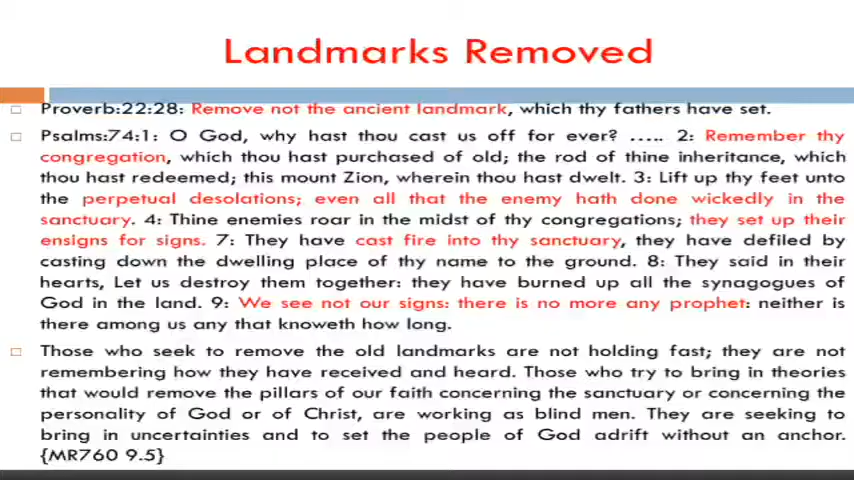 Landmarks Removed
Proverb:22:28: Remove not the ancient landmark, which thy fathers have set.
Psalms:74:1: O God, why hast thou cast us off for ever? ..... 2: Remember thy
congregation, which thou hast purchased of old; the rod of thine inheritance, which
thou hast redeemed; this mount Zion, wherein thou hast dwelt. 3: Lift up thy feet unto
the perpetual desolations; even all that the enemy hath done wickedly in the
sanctuary. 4: Thine enemies roar in the midst of thy congregations; they set up their
ensigns for signs. 7: They have cast fire into thy sanctuary, they have defiled by
casting down the dwelling place of thy name to the ground. 8: They said in their
hearts, Let us destroy them together: they have burned up all the synagogues of
God in the land. 9: We see not our signs: there is no more any prophet: neither is
there among us any that knoweth how long.
Those who seek to remove the old landmarks are not holding fast; they are not
remembering how they have received and heard. Those who try to bring in theories
that would remove the pillars of our faith concerning the sanctuary or concerning the
personality of God or of Christ, are working as blind men. They are seeking to
bring in uncertainties and to set the people of God adrift without an anchor.
{MR760 9.5}